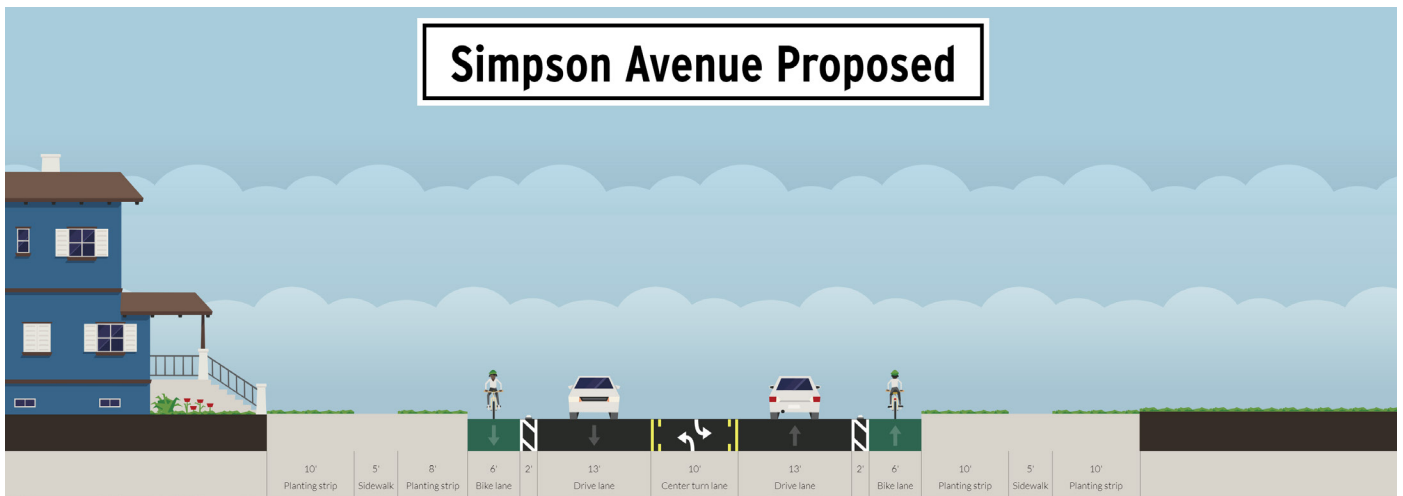 Simpson Avenue Proposed
10' 5' 8' 6' 2' 13' 10' 13' 2' 6' 10' 5' 10'
Planting strip Sidewalk Planting strip Bike lane Drive lane Center turn lane Drive lane Bike lane Planting strip Sidewalk Planting strip